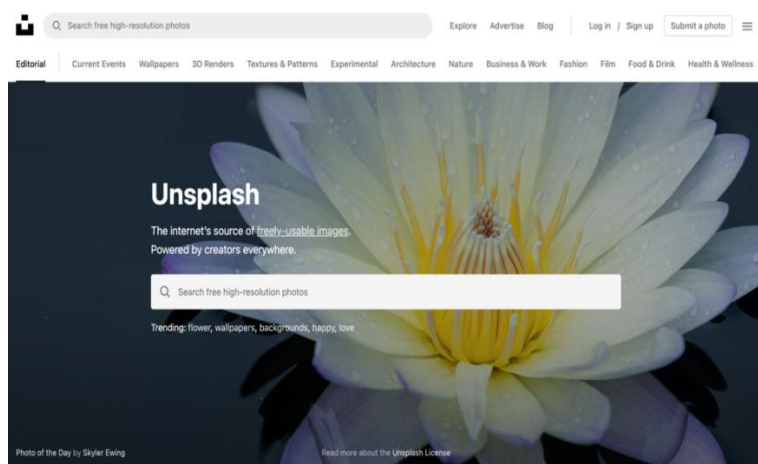 Search free high-resolution photos
Explore Advertise Blog Log in / Sign up Submit a photo
Editorial Current Events Wallpapers 3D Renders Textures & Patterns Experimental Architecture Nature Business & Work Fashion Film Food & Drink Health & Wellness
Unsplash
The internet's source of freely-usable images.
Powered by creators everywhere.
Search free high-resolution photos
Trending: flower, wallpapers, backgrounds, happy, love
Photo of the Day by Skyler Ewing
Read more about the Unsplash License